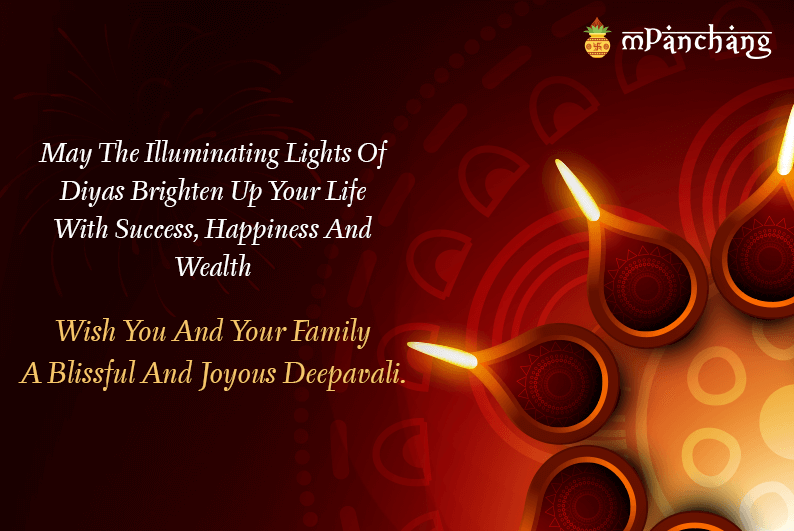 mPanchang
May The Illuminating Lights Of
Diyas Brighten Up Your Life
With Success, Happiness And
Wealth
Wish You And Your Family
A Blissful And Joyous Deepavali.